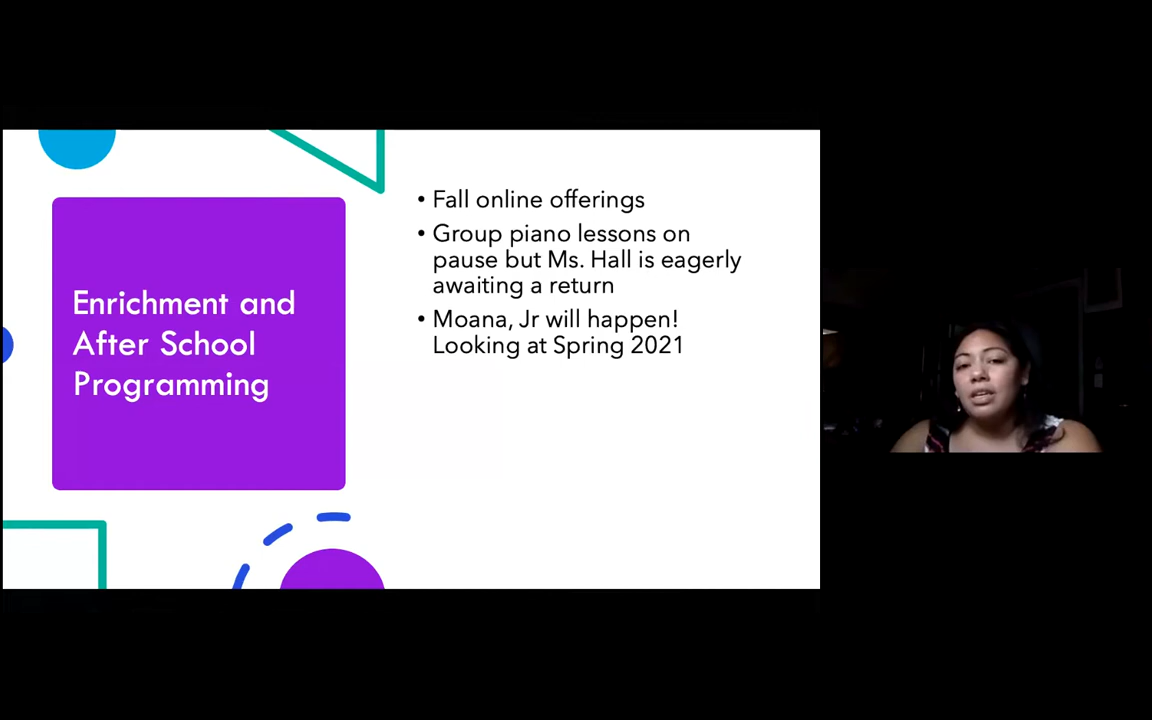 Enrichment and
After School
Programming
• Fall online offerings
• Group piano lessons on
pause but Ms. Hall is eagerly
awaiting a return
• Moana, Jr will happen!
Looking at Spring 2021